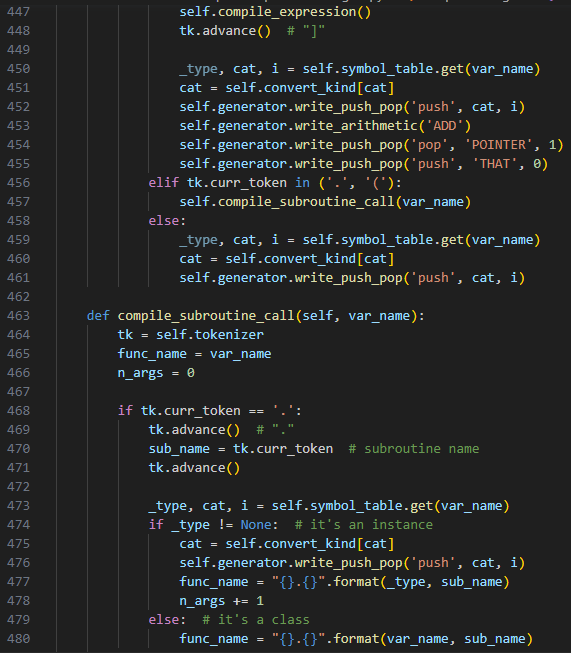 447                 self.compile_expression()
448                 tk.advance()  # "]"
449
450                 _type, cat, i = self.symbol_table.get(var_name)
451                 cat = self.convert_kind[cat]
452                 self.generator.write_push_pop('push', cat, i)
453                 self.generator.write_arithmetic('ADD')
454                 self.generator.write_push_pop('pop', 'POINTER', 1)
455                 self.generator.write_push_pop('push', 'THAT', 0)
456             elif tk.curr_token in ('.', '('):
457                 self.compile_subroutine_call(var_name)
458             else:
459                 _type, cat, i = self.symbol_table.get(var_name)
460                 cat = self.convert_kind[cat]
461                 self.generator.write_push_pop('push', cat, i)
462
463     def compile_subroutine_call(self, var_name):
464         tk = self.tokenizer
465         func_name = var_name
466         n_args = 0
467
468         if tk.curr_token == '.':
469             tk.advance()  # "."
470             sub_name = tk.curr_token  # subroutine name
471             tk.advance()
472
473             _type, cat, i = self.symbol_table.get(var_name)
474             if _type != None:  # it's an instance
475                 cat = self.convert_kind[cat]
476                 self.generator.write_push_pop('push', cat, i)
477                 func_name = "{}.{}".format(_type, sub_name)
478                 n_args += 1
479             else:  # it's a class
480                 func_name = "{}.{}".format(var_name, sub_name)